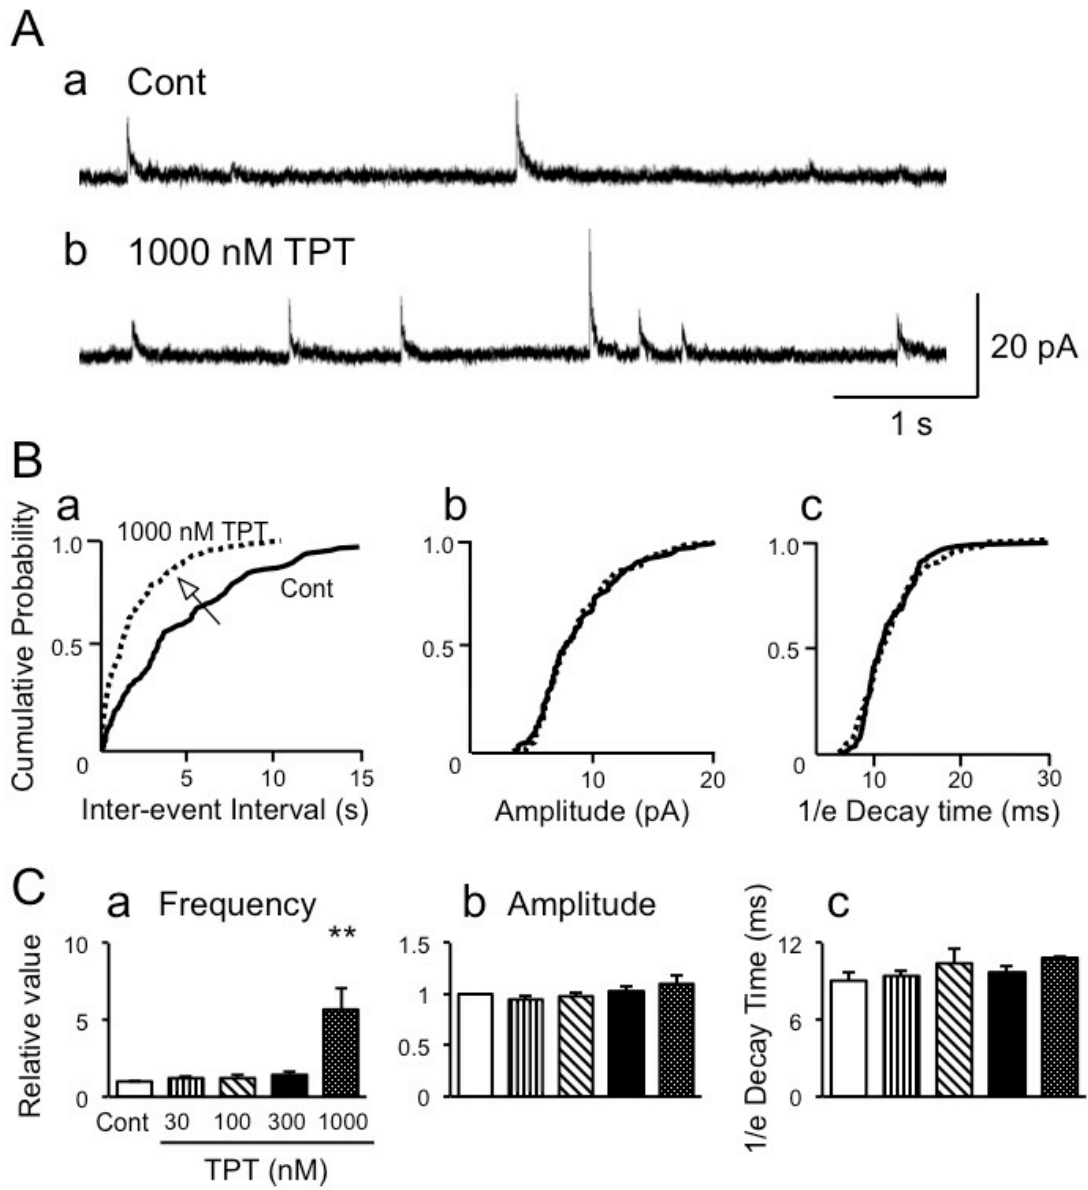 A
a Cont
b 1000 nM TPT
20 pA
1 s
B
a
b
c
Cumulative Probability
1000 nM TPT
Cont
1.0
0.5
0
5
10
15
Inter-event Interval (s)
1.0
0.5
0
10
20
Amplitude (pA)
1.0
0.5
0
10
20
30
1/e Decay time (ms)
C
a Frequency
**
Relative value
10
5
0
Cont
30
100
300
1000
TPT (nM)
b Amplitude
1.5
1
0.5
0
c
1/e Decay Time (ms)
12
6
0